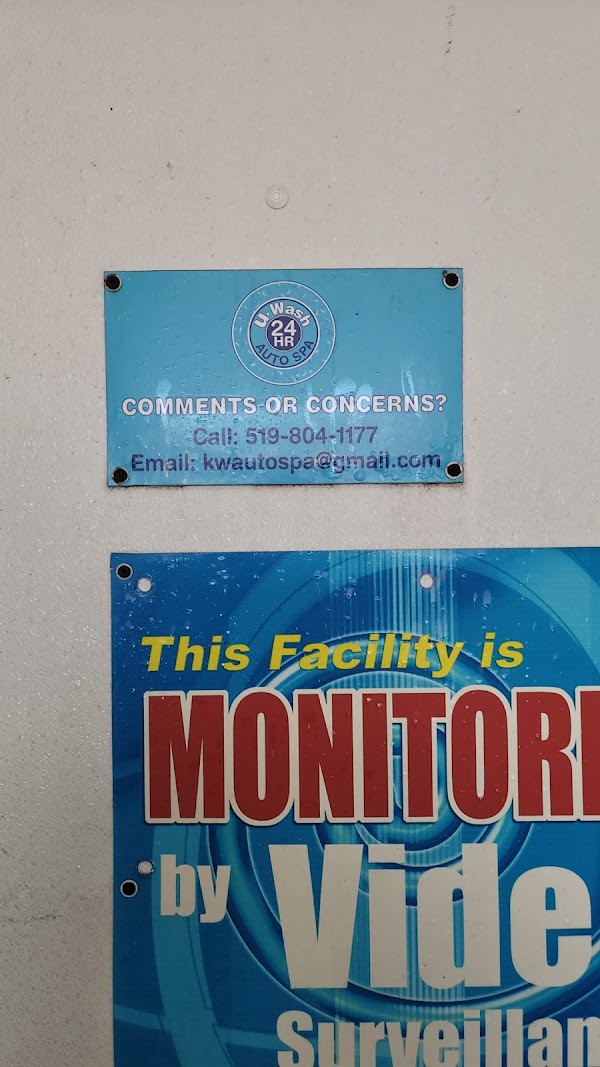 U-Wash
24
HR
AUTO SPA
COMMENTS OR CONCERNS?
Call: 519-804-1177
Email: kwautospa@gmail.com
This Facility is
MONITOR
by Vide
Surveillan